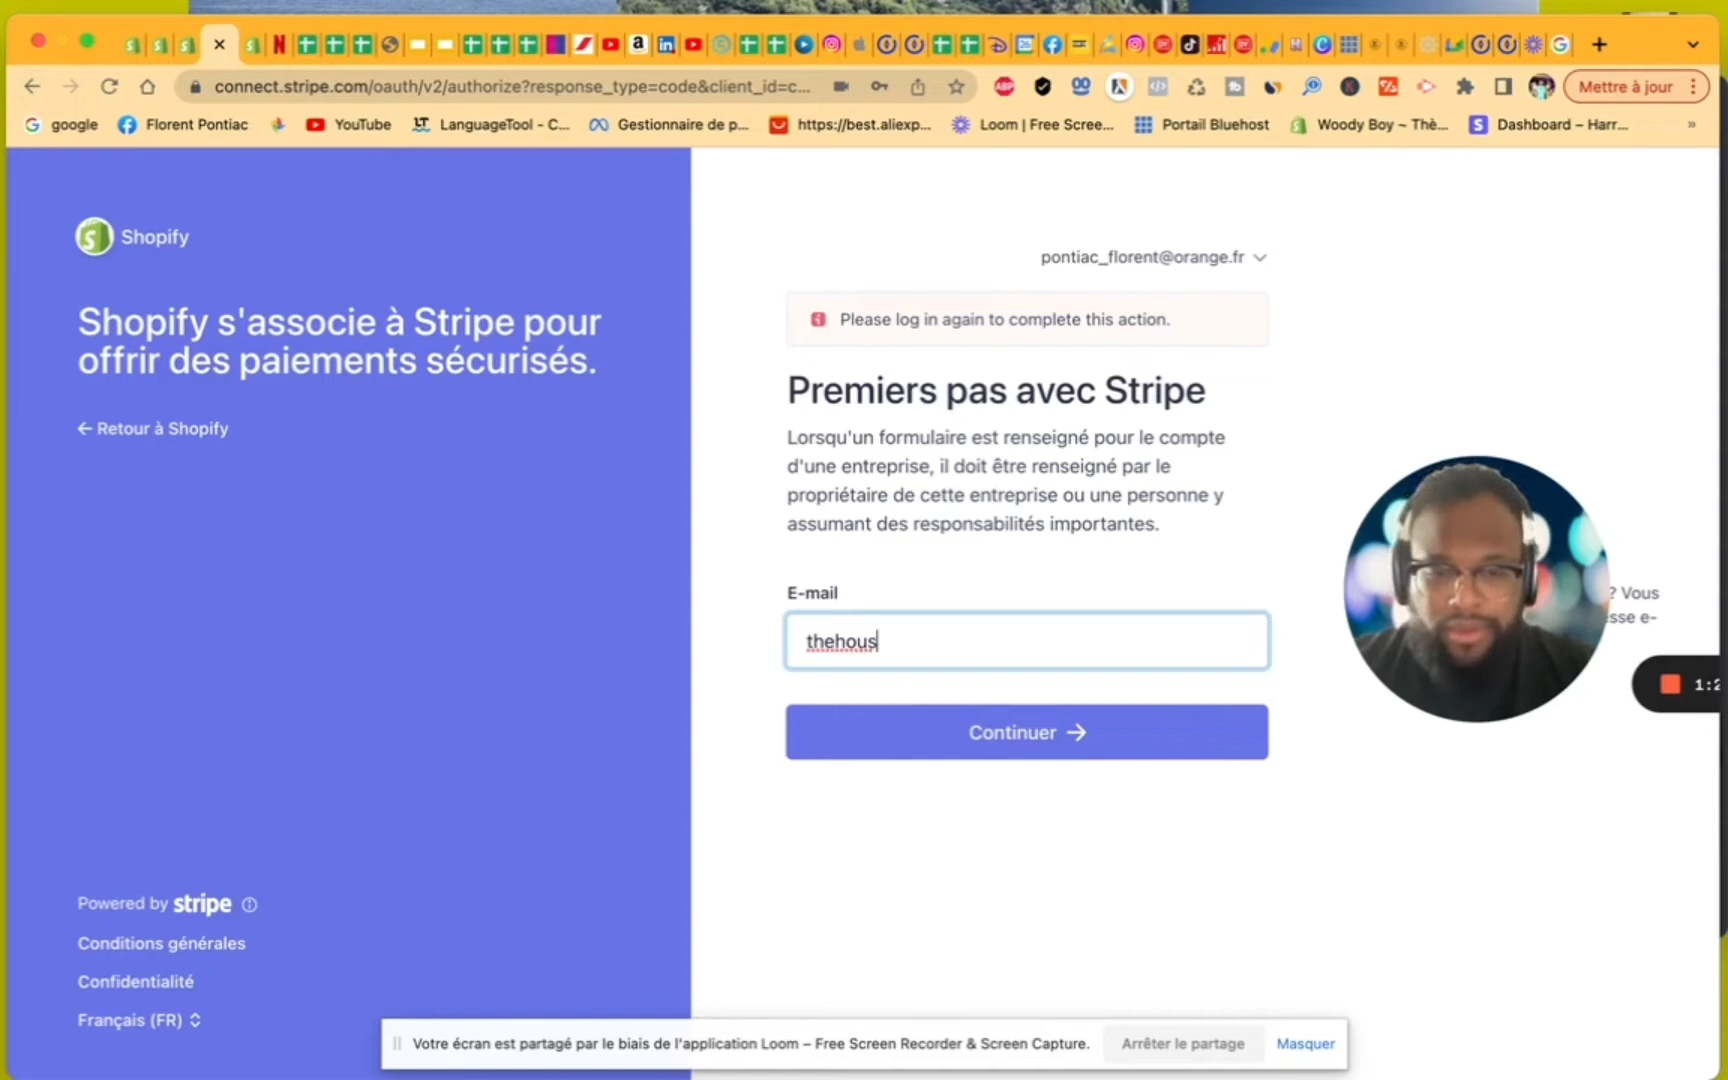 connect.stripe.com/oauth/v2/authorize?response_type=code&client_id=c...
Mettre à jour
google
Florent Pontiac
YouTube
LanguageTool - C...
Gestionnaire de p...
https://best.aliexp...
Loom | Free Scree...
Portail Bluehost
Woody Boy ~ Thè...
Dashboard – Harr...
»
Shopify
Shopify s'associe à Stripe pour
offrir des paiements sécurisés.
← Retour à Shopify
Powered by stripe
Conditions générales
Confidentialité
Français (FR)
pontiac_florent@orange.fr
Please log in again to complete this action.
Premiers pas avec Stripe
Lorsqu'un formulaire est renseigné pour le compte
d'une entreprise, il doit être renseigné par le
propriétaire de cette entreprise ou une personne y
assumant des responsabilités importantes.
E-mail
thehous
Continuer →
? Vous
sse e-
1:2
Votre écran est partagé par le biais de l'application Loom – Free Screen Recorder & Screen Capture.
Arrêter le partage
Masquer